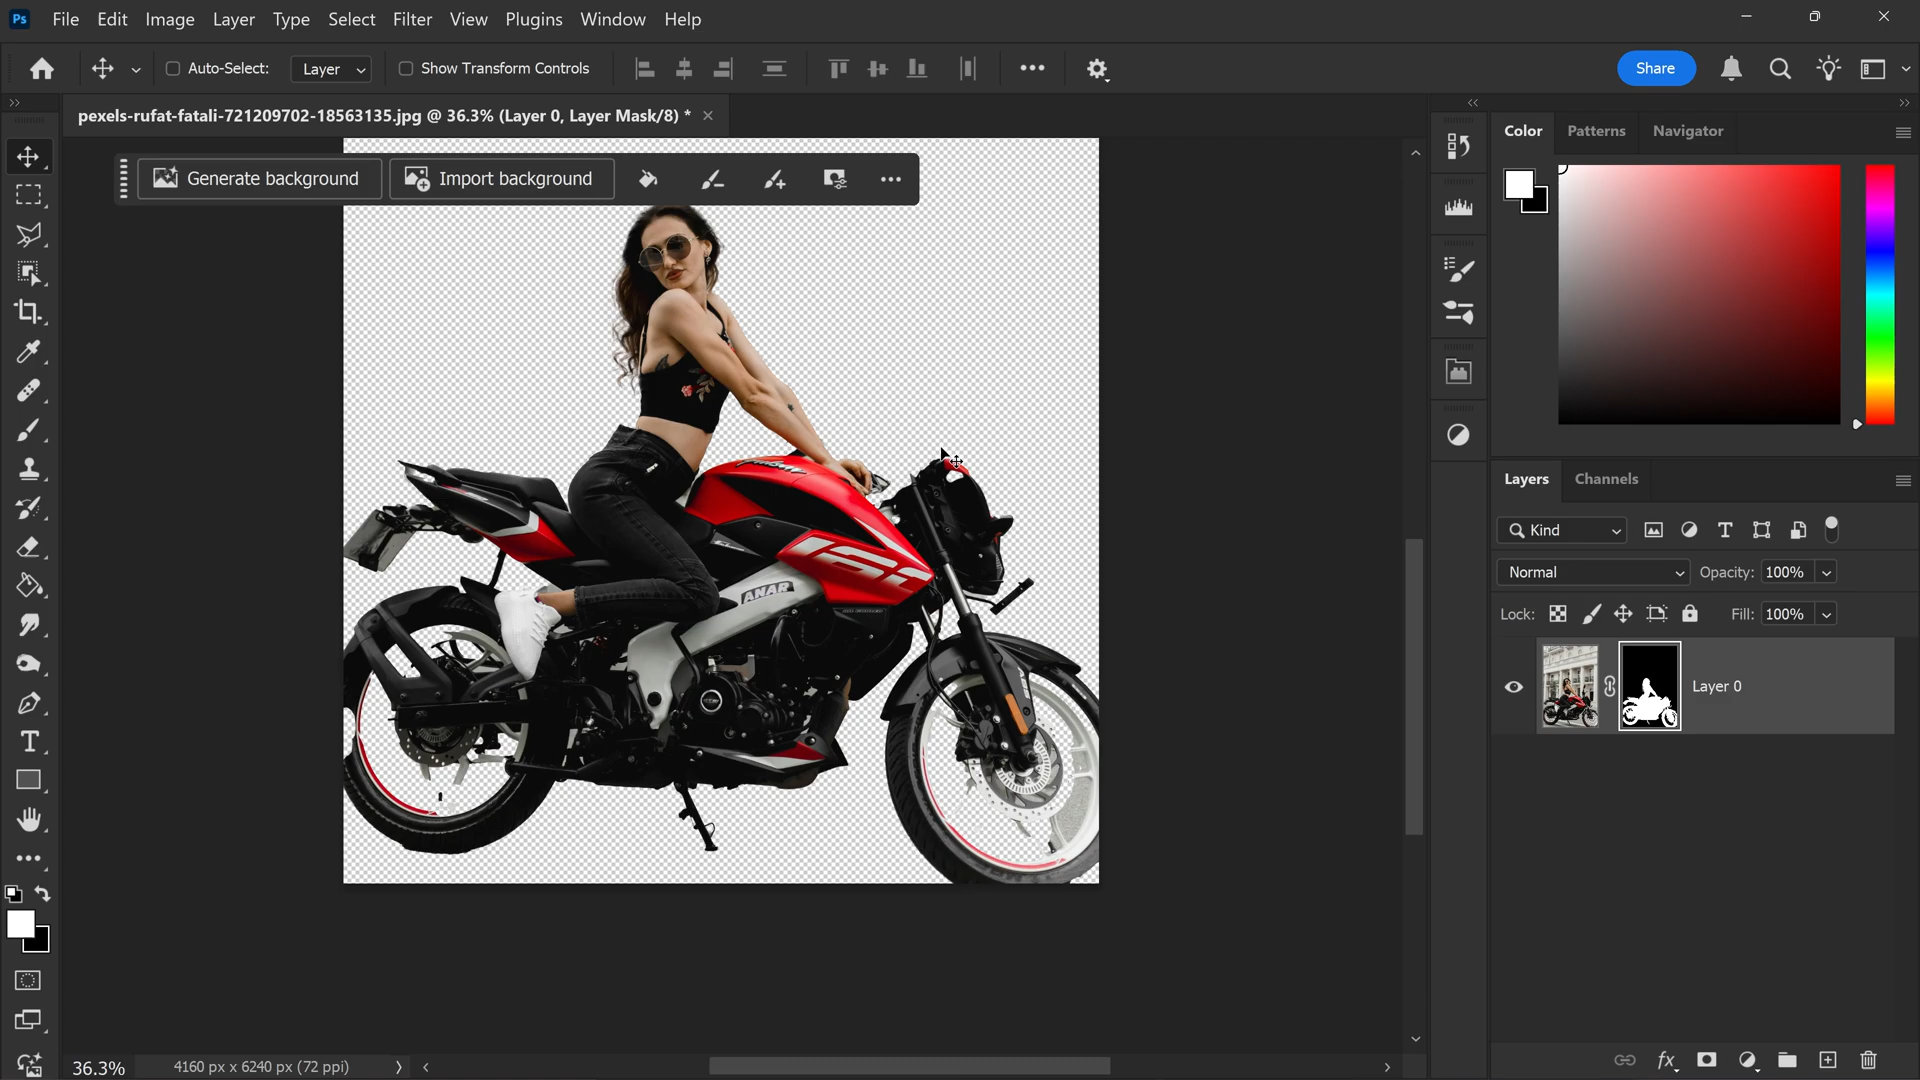 Ps File Edit Image Layer Type Select Filter View Plugins Window Help
Auto-Select: Layer Show Transform Controls Share
pexels-rufat-fatali-721209702-18563135.jpg @ 36.3% (Layer 0, Layer Mask/8) *
Generate background Import background
Color Patterns Navigator
Layers Channels
Kind
Normal Opacity: 100%
Lock: Fill: 100%
Layer 0
160
ANAR
ABS
36.3% 4160 px x 6240 px (72 ppi)